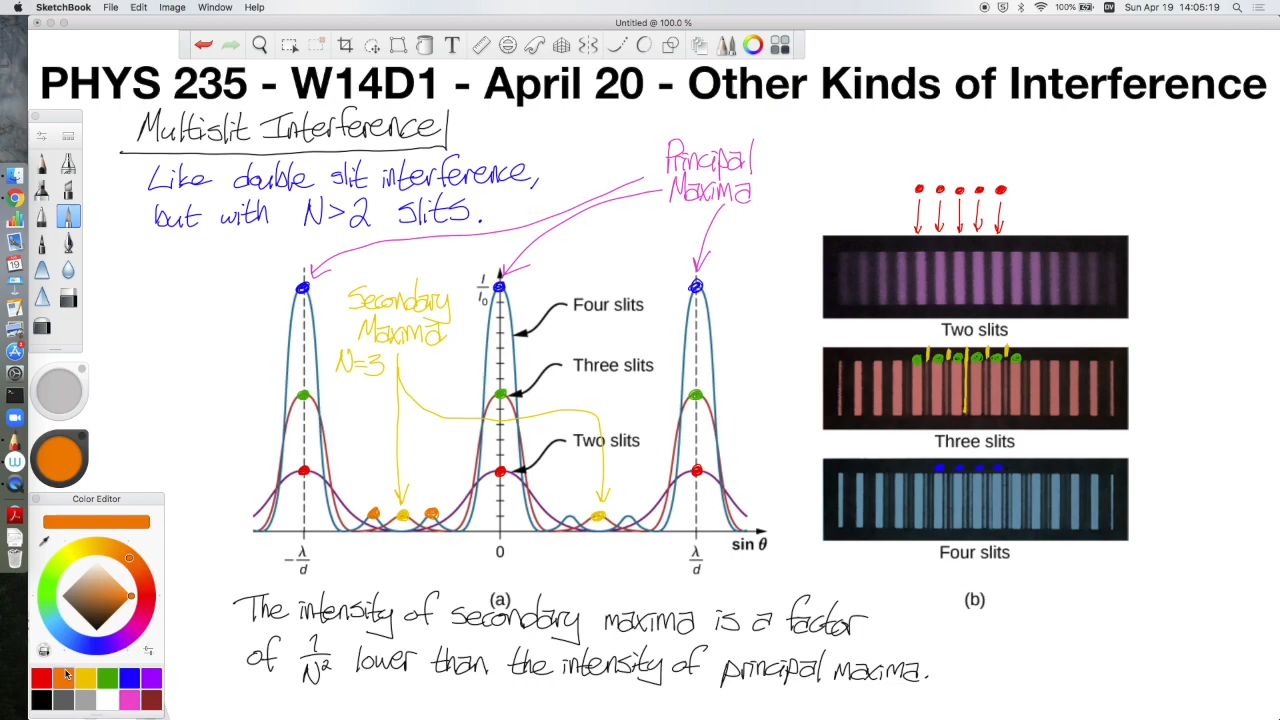 SketchBook File Edit Image Window Help
100% Sun Apr 19 14:05:19
Untitled @ 100.0 %
PHYS 235 - W14D1 - April 20 - Other Kinds of Interference
Multislit Interference
Like double slit interference,
but with N>2 slits.
Principal
Maxima
Secondary
Maxima
N=3
I
I₀
Four slits
Three slits
Two slits
-λ/d
0
λ/d
sin θ
(a)
Two slits
Three slits
Four slits
(b)
The intensity of secondary maxima is a factor
of 1/N² lower than the intensity of principal maxima.
Color Editor